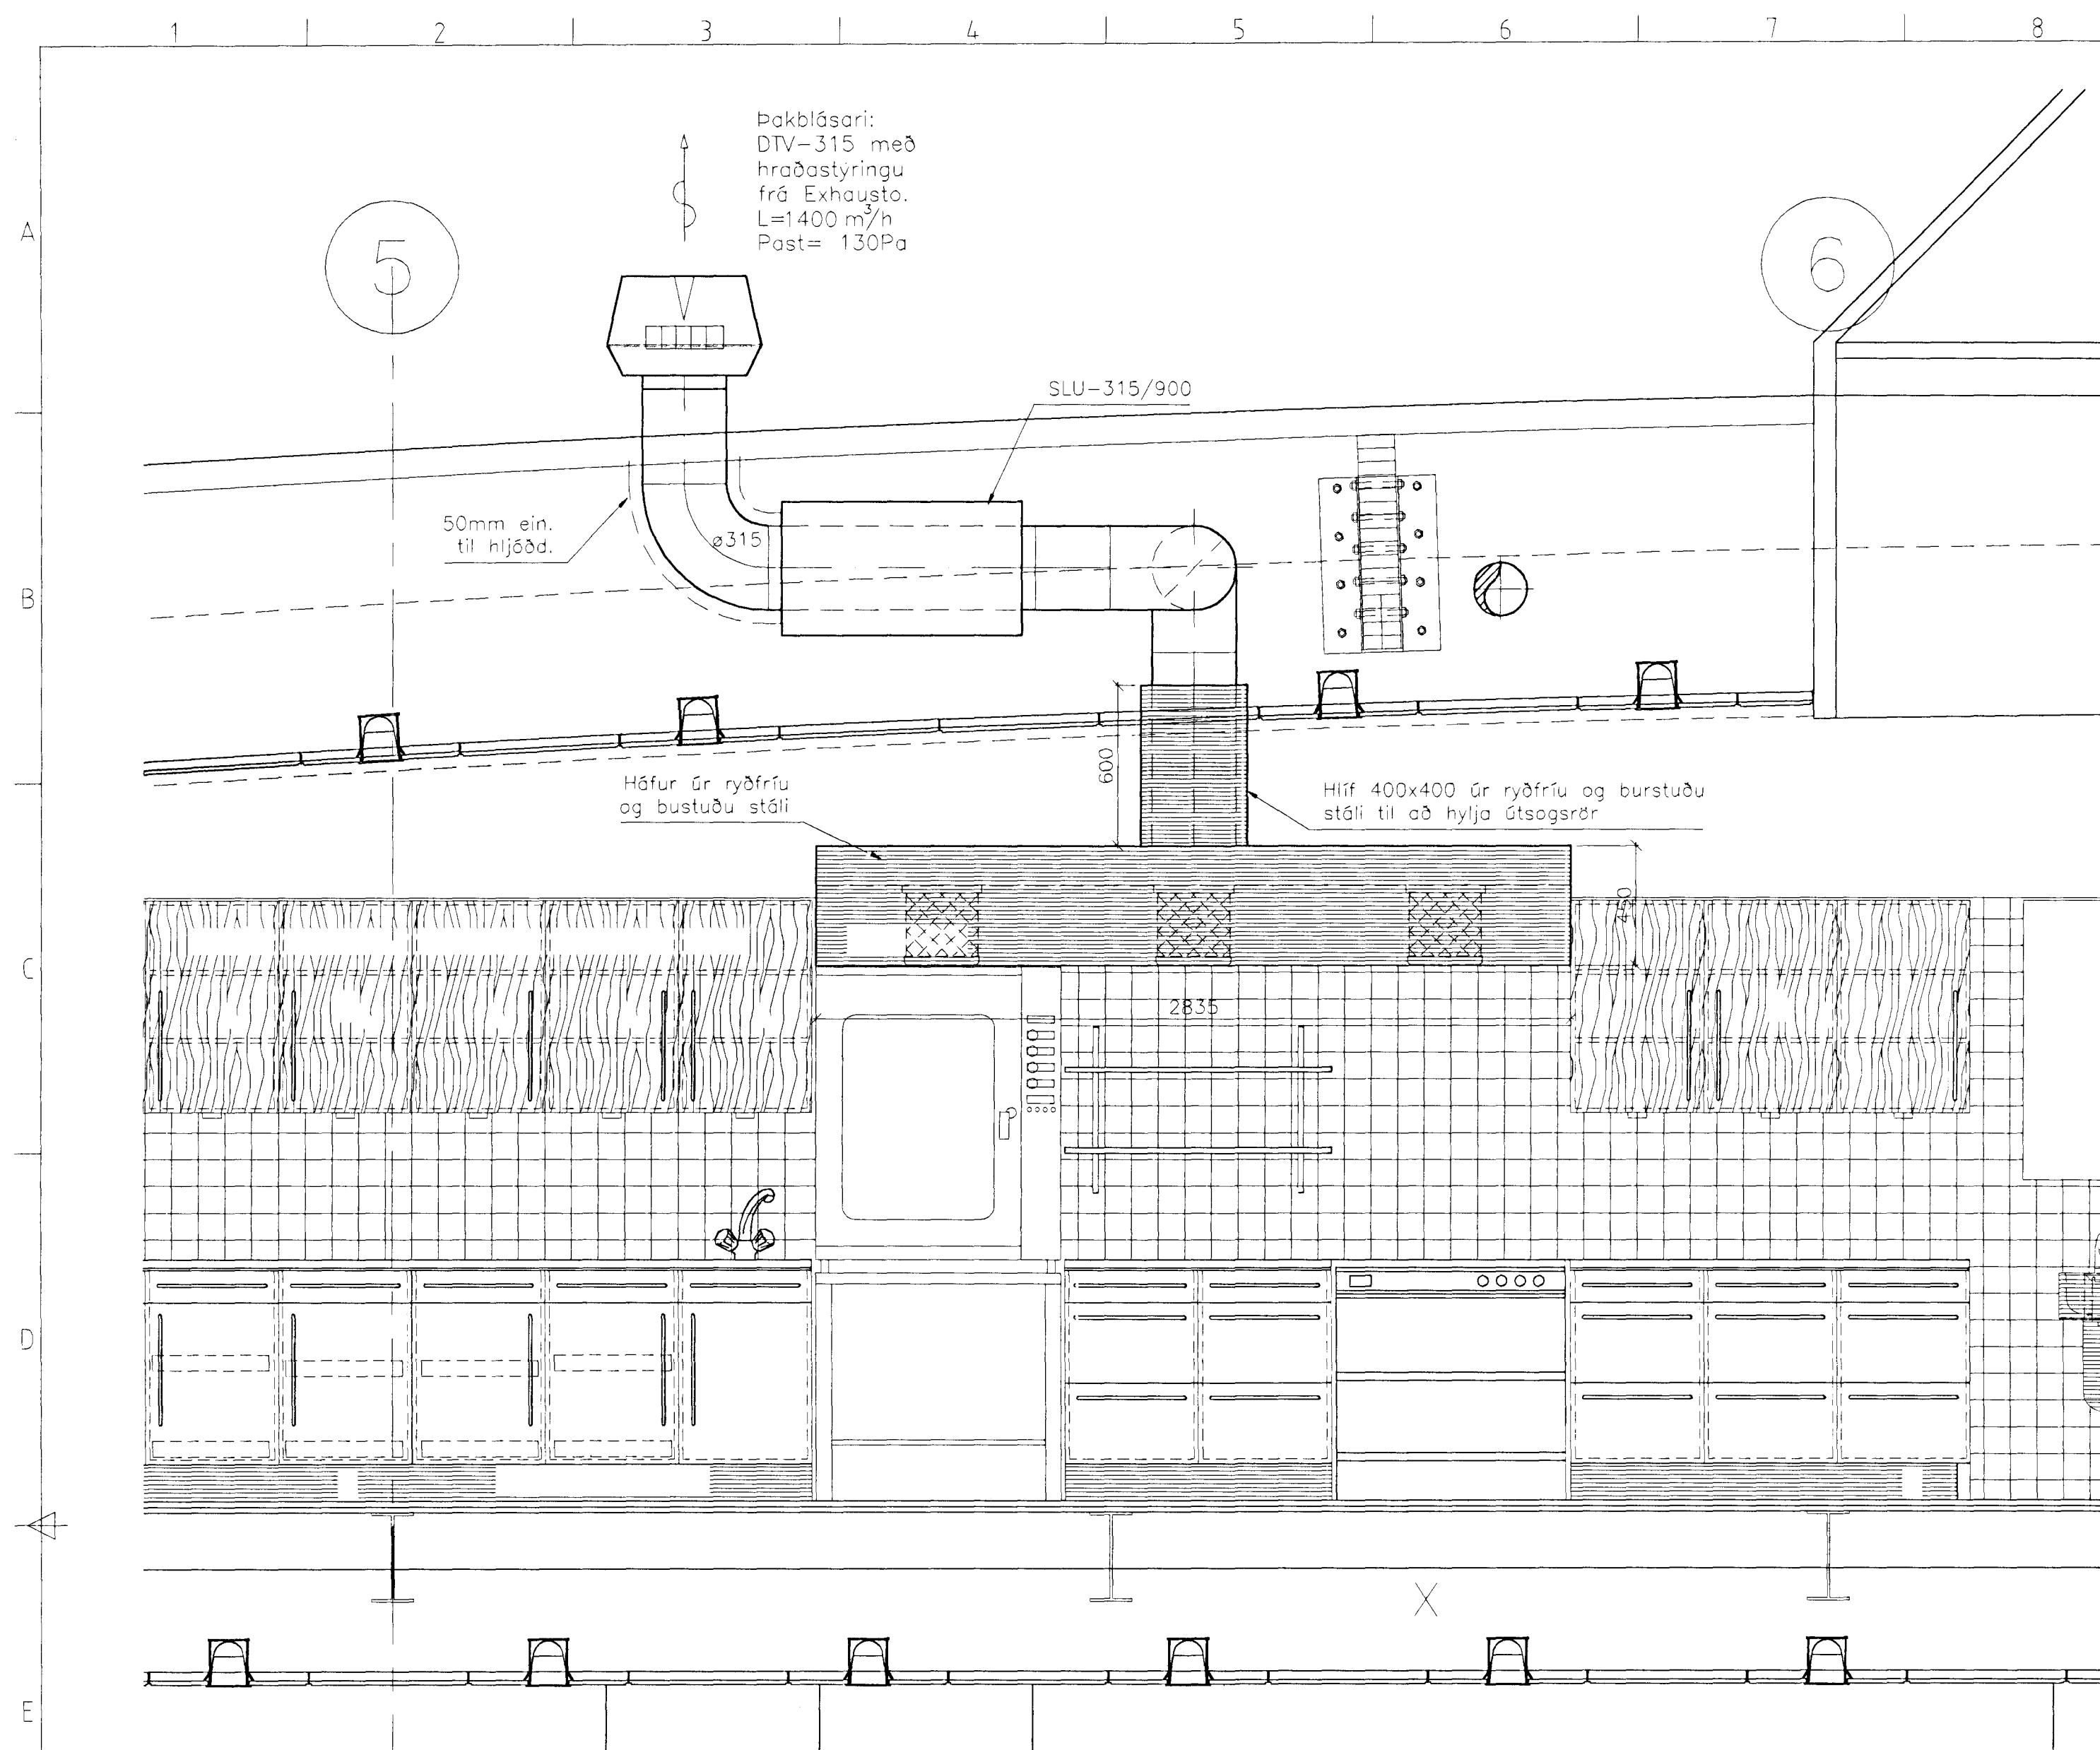 1 2 3 4 5 6 7 8
A
B
C
D
E
Þakblásari:
DTV-315 með
hraðastýringu
frá Exhausto.
L=1400 m³/h
Past= 130Pa
5
6
SLU-315/900
50mm ein.
til hljóðd.
ø315
600
Háfur úr ryðfríu
og bustuðu stáli
Hlíf 400x400 úr ryðfríu og burstuðu
stáli til að hylja útsogsrör
450
2835
X